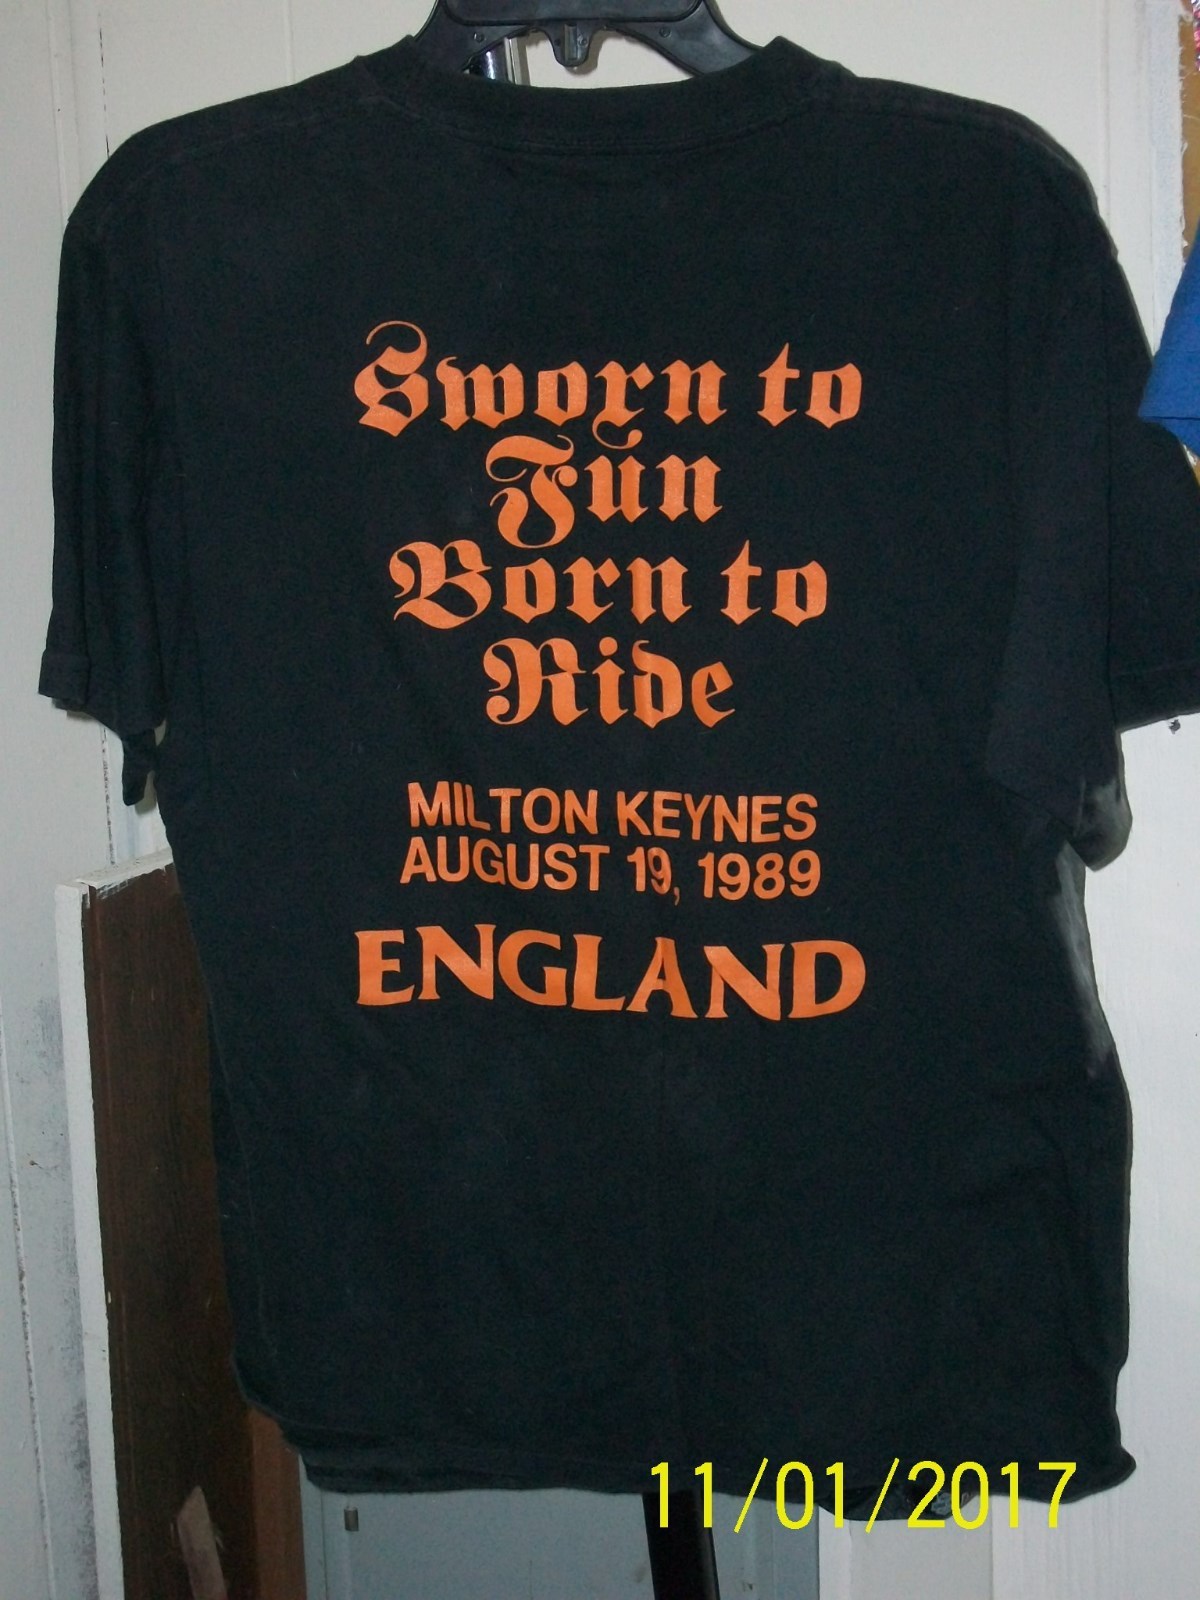 Sworn to
Fun
Born to
Ride
MILTON KEYNES
AUGUST 19, 1989
ENGLAND
11/01/2017